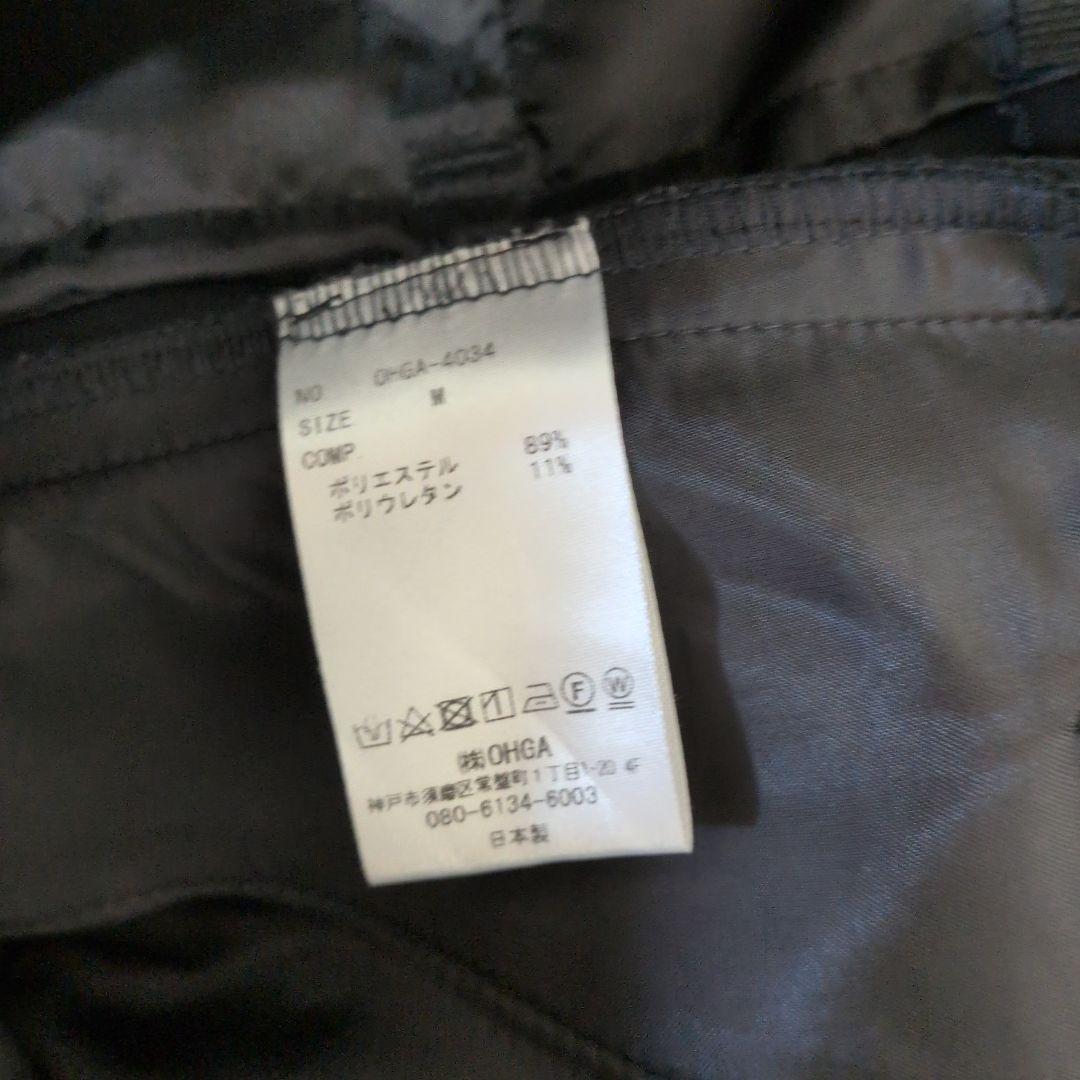 NO OHGA-4034
SIZE M
COMP.
ポリエステル 89%
ポリウレタン 11%
F W
㈱OHGA
神戸市須磨区常盤町1丁目1-20 4F
080-6134-6003
日本製